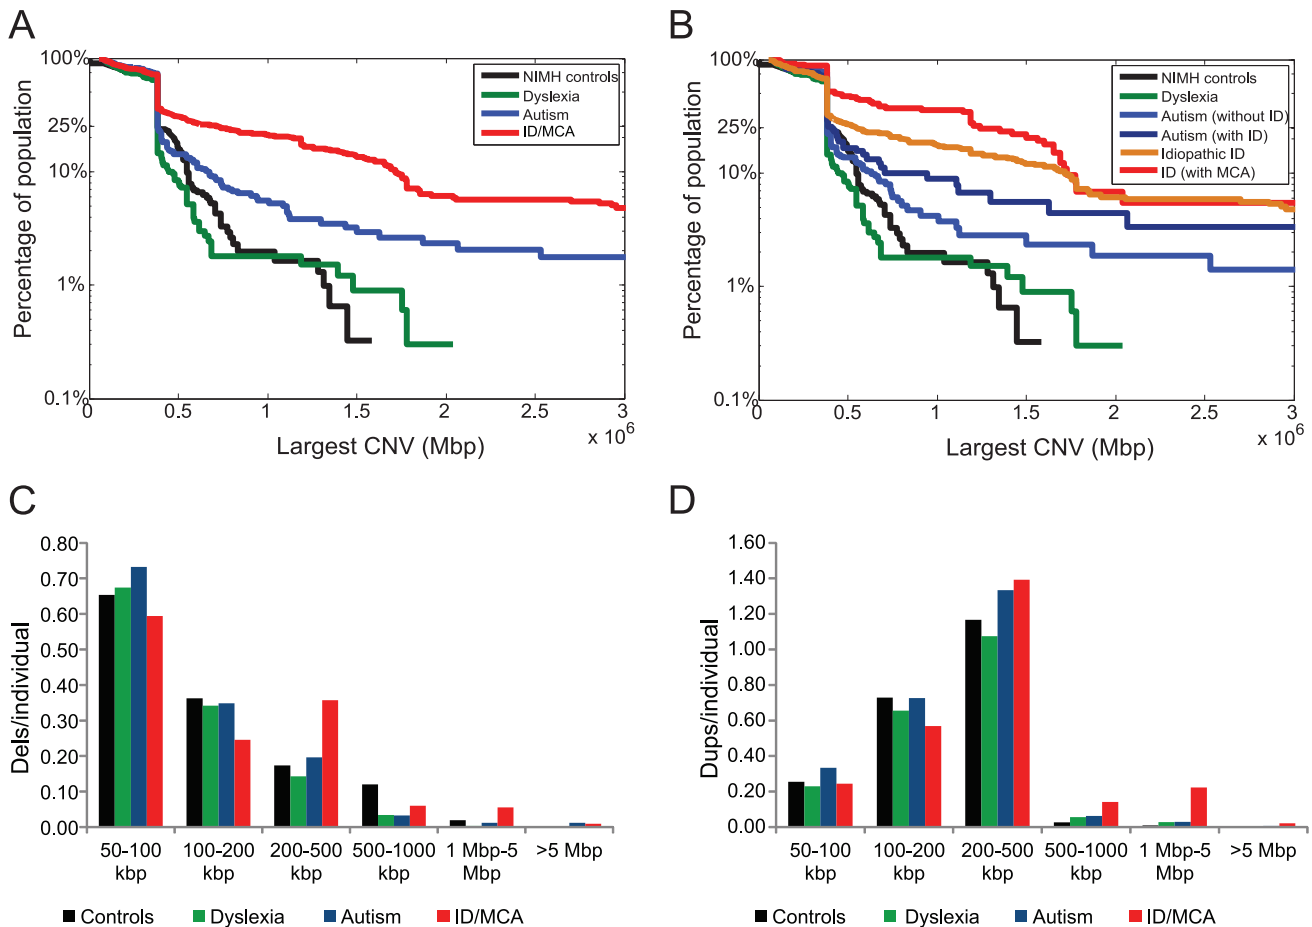 A
Percentage of population
100%
25%
10%
1%
0.1%
NIMH controls
Dyslexia
Autism
ID/MCA
0 0.5 1 1.5 2 2.5 3
x 10^6
Largest CNV (Mbp)
B
Percentage of population
100%
25%
10%
1%
0.1%
NIMH controls
Dyslexia
Autism (without ID)
Autism (with ID)
Idiopathic ID
ID (with MCA)
0 0.5 1 1.5 2 2.5 3
x 10^6
Largest CNV (Mbp)
C
Dels/individual
0.80
0.70
0.60
0.50
0.40
0.30
0.20
0.10
0.00
50-100 100-200 200-500 500-1000 1 Mbp-5 >5 Mbp
kbp kbp kbp kbp Mbp
Controls Dyslexia Autism ID/MCA
D
Dups/individual
1.60
1.40
1.20
1.00
0.80
0.60
0.40
0.20
0.00
50-100 100-200 200-500 500-1000 1 Mbp-5 >5 Mbp
kbp kbp kbp kbp Mbp
Controls Dyslexia Autism ID/MCA